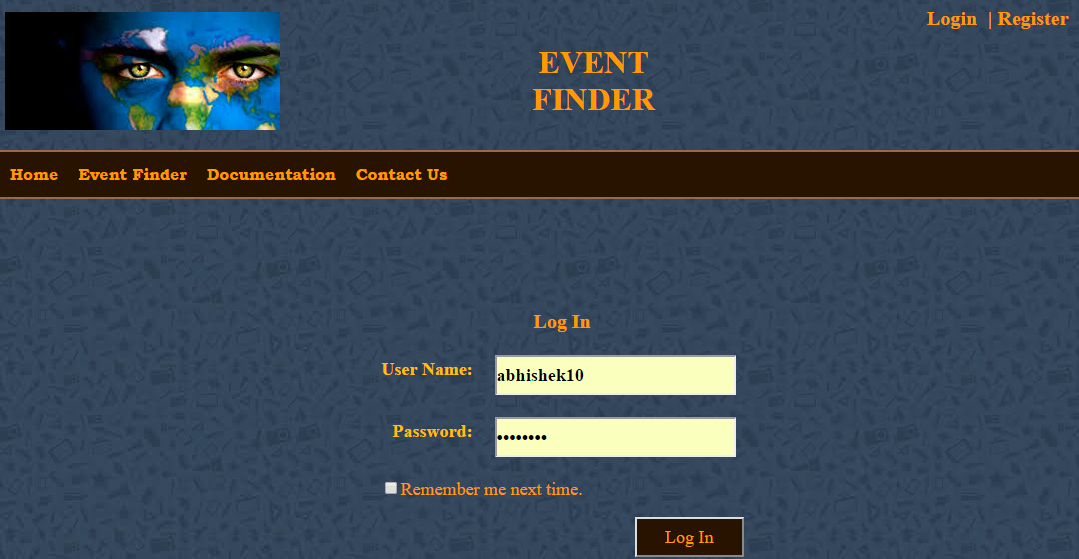 Login | Register
EVENT
FINDER
Home Event Finder Documentation Contact Us
Log In
User Name: abhishek10
Password: ••••••••
Remember me next time.
Log In